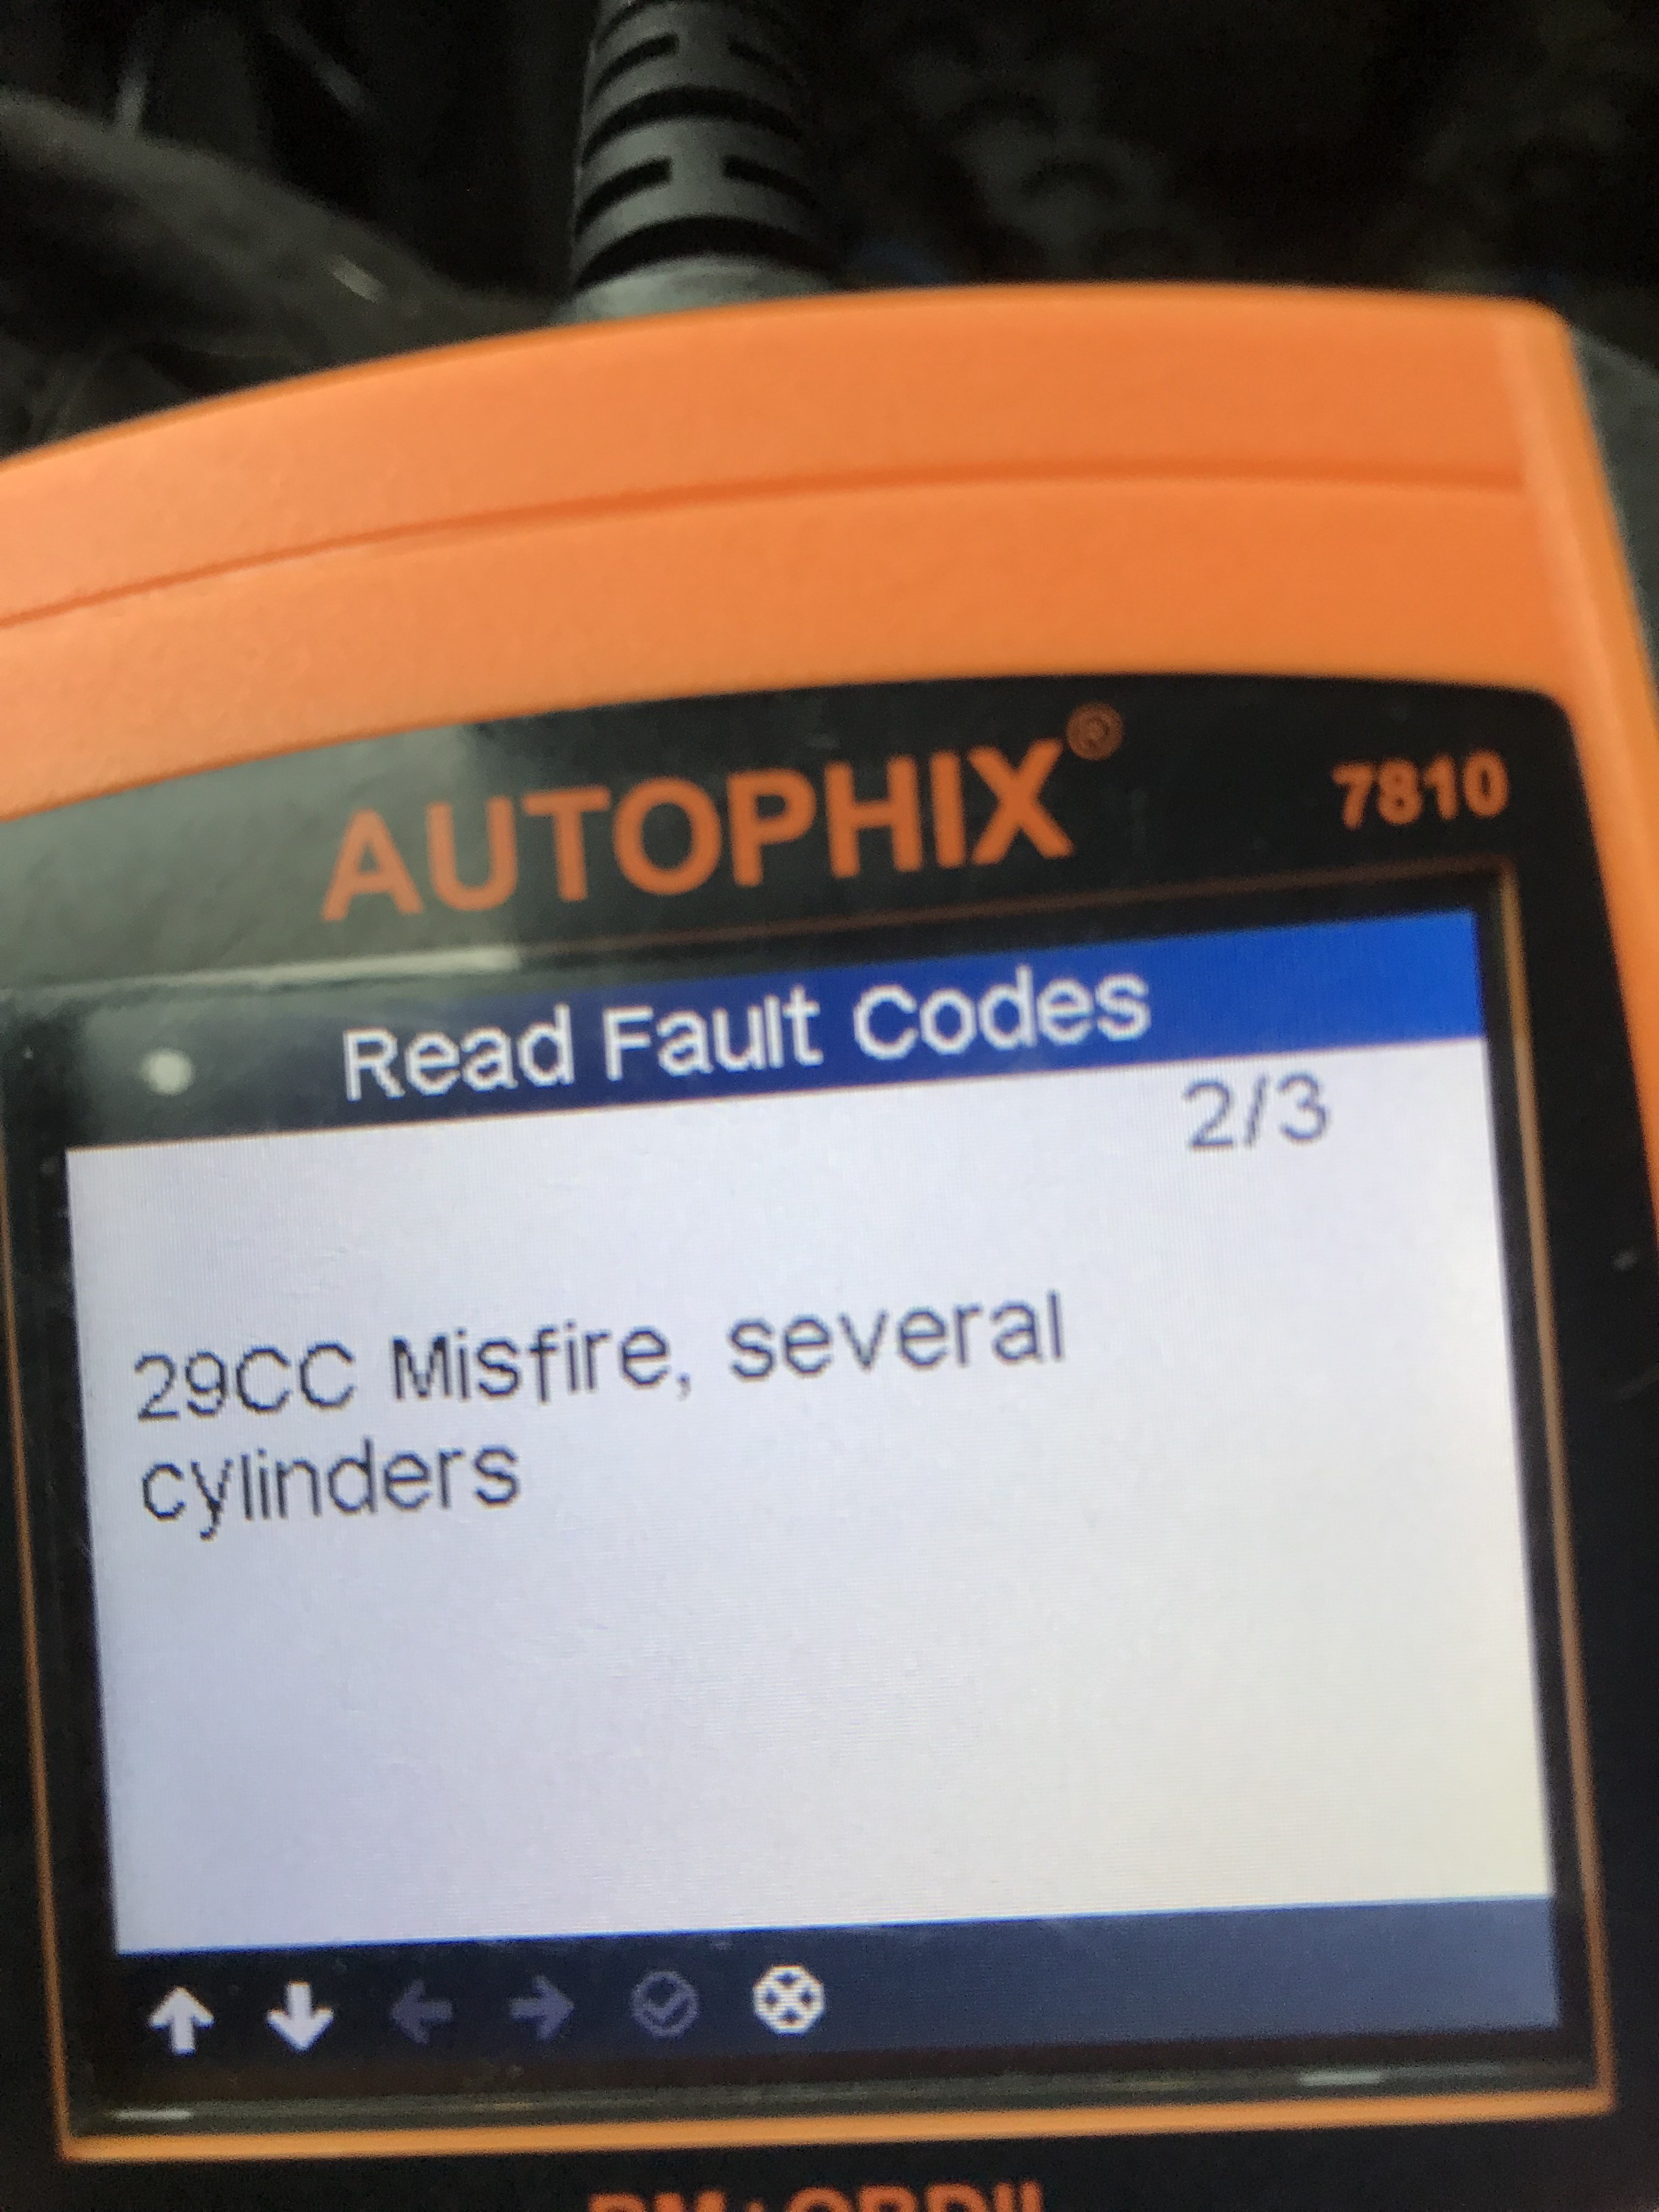 AUTOPHIX®
7810
Read Fault Codes
2/3
29CC Misfire, several
cylinders